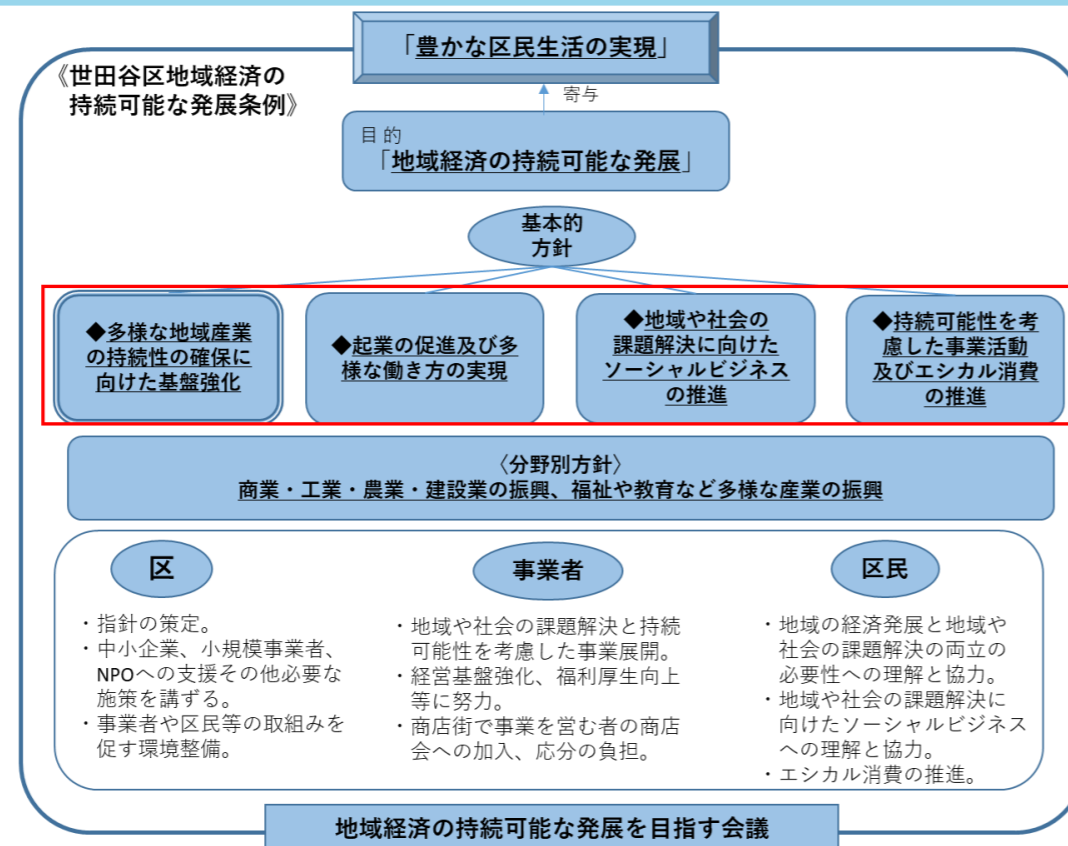 「豊かな区民生活の実現」
《世田谷区地域経済の
持続可能な発展条例》
寄与
目的
「地域経済の持続可能な発展」
基本的
方針
◆多様な地域産業
の持続性の確保に
向けた基盤強化
◆起業の促進及び多
様な働き方の実現
◆地域や社会の
課題解決に向けた
ソーシャルビジネス
の推進
◆持続可能性を考
慮した事業活動
及びエシカル消費
の推進
〈分野別方針〉
商業・工業・農業・建設業の振興、福祉や教育など多様な産業の振興
区
・指針の策定。
・中小企業、小規模事業者、
NPOへの支援その他必要な
施策を講ずる。
・事業者や区民等の取組みを
促す環境整備。
事業者
・地域や社会の課題解決と持続
可能性を考慮した事業展開。
・経営基盤強化、福利厚生向上
等に努力。
・商店街で事業を営む者の商店
会への加入、応分の負担。
区民
・地域の経済発展と地域や
社会の課題解決の両立の
必要性への理解と協力。
・地域や社会の課題解決に
向けたソーシャルビジネス
への理解と協力。
・エシカル消費の推進。
地域経済の持続可能な発展を目指す会議